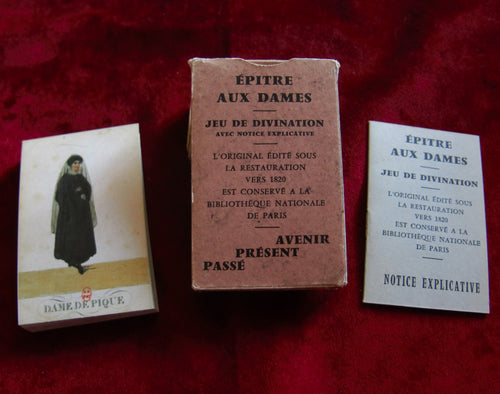 DAME DE PIQUE
ÉPITRE
AUX DAMES
JEU DE DIVINATION
AVEC NOTICE EXPLICATIVE
L'ORIGINAL ÉDITÉ SOUS
LA RESTAURATION
VERS 1820
EST CONSERVÉ A LA
BIBLIOTHÈQUE NATIONALE
DE PARIS
AVENIR
PRÉSENT
PASSÉ
ÉPITRE
AUX DAMES
JEU DE DIVINATION
L'ORIGINAL ÉDITÉ SOUS
LA RESTAURATION
VERS 1820
EST CONSERVÉ A LA
BIBLIOTHÈQUE NATIONALE
DE PARIS
NOTICE EXPLICATIVE